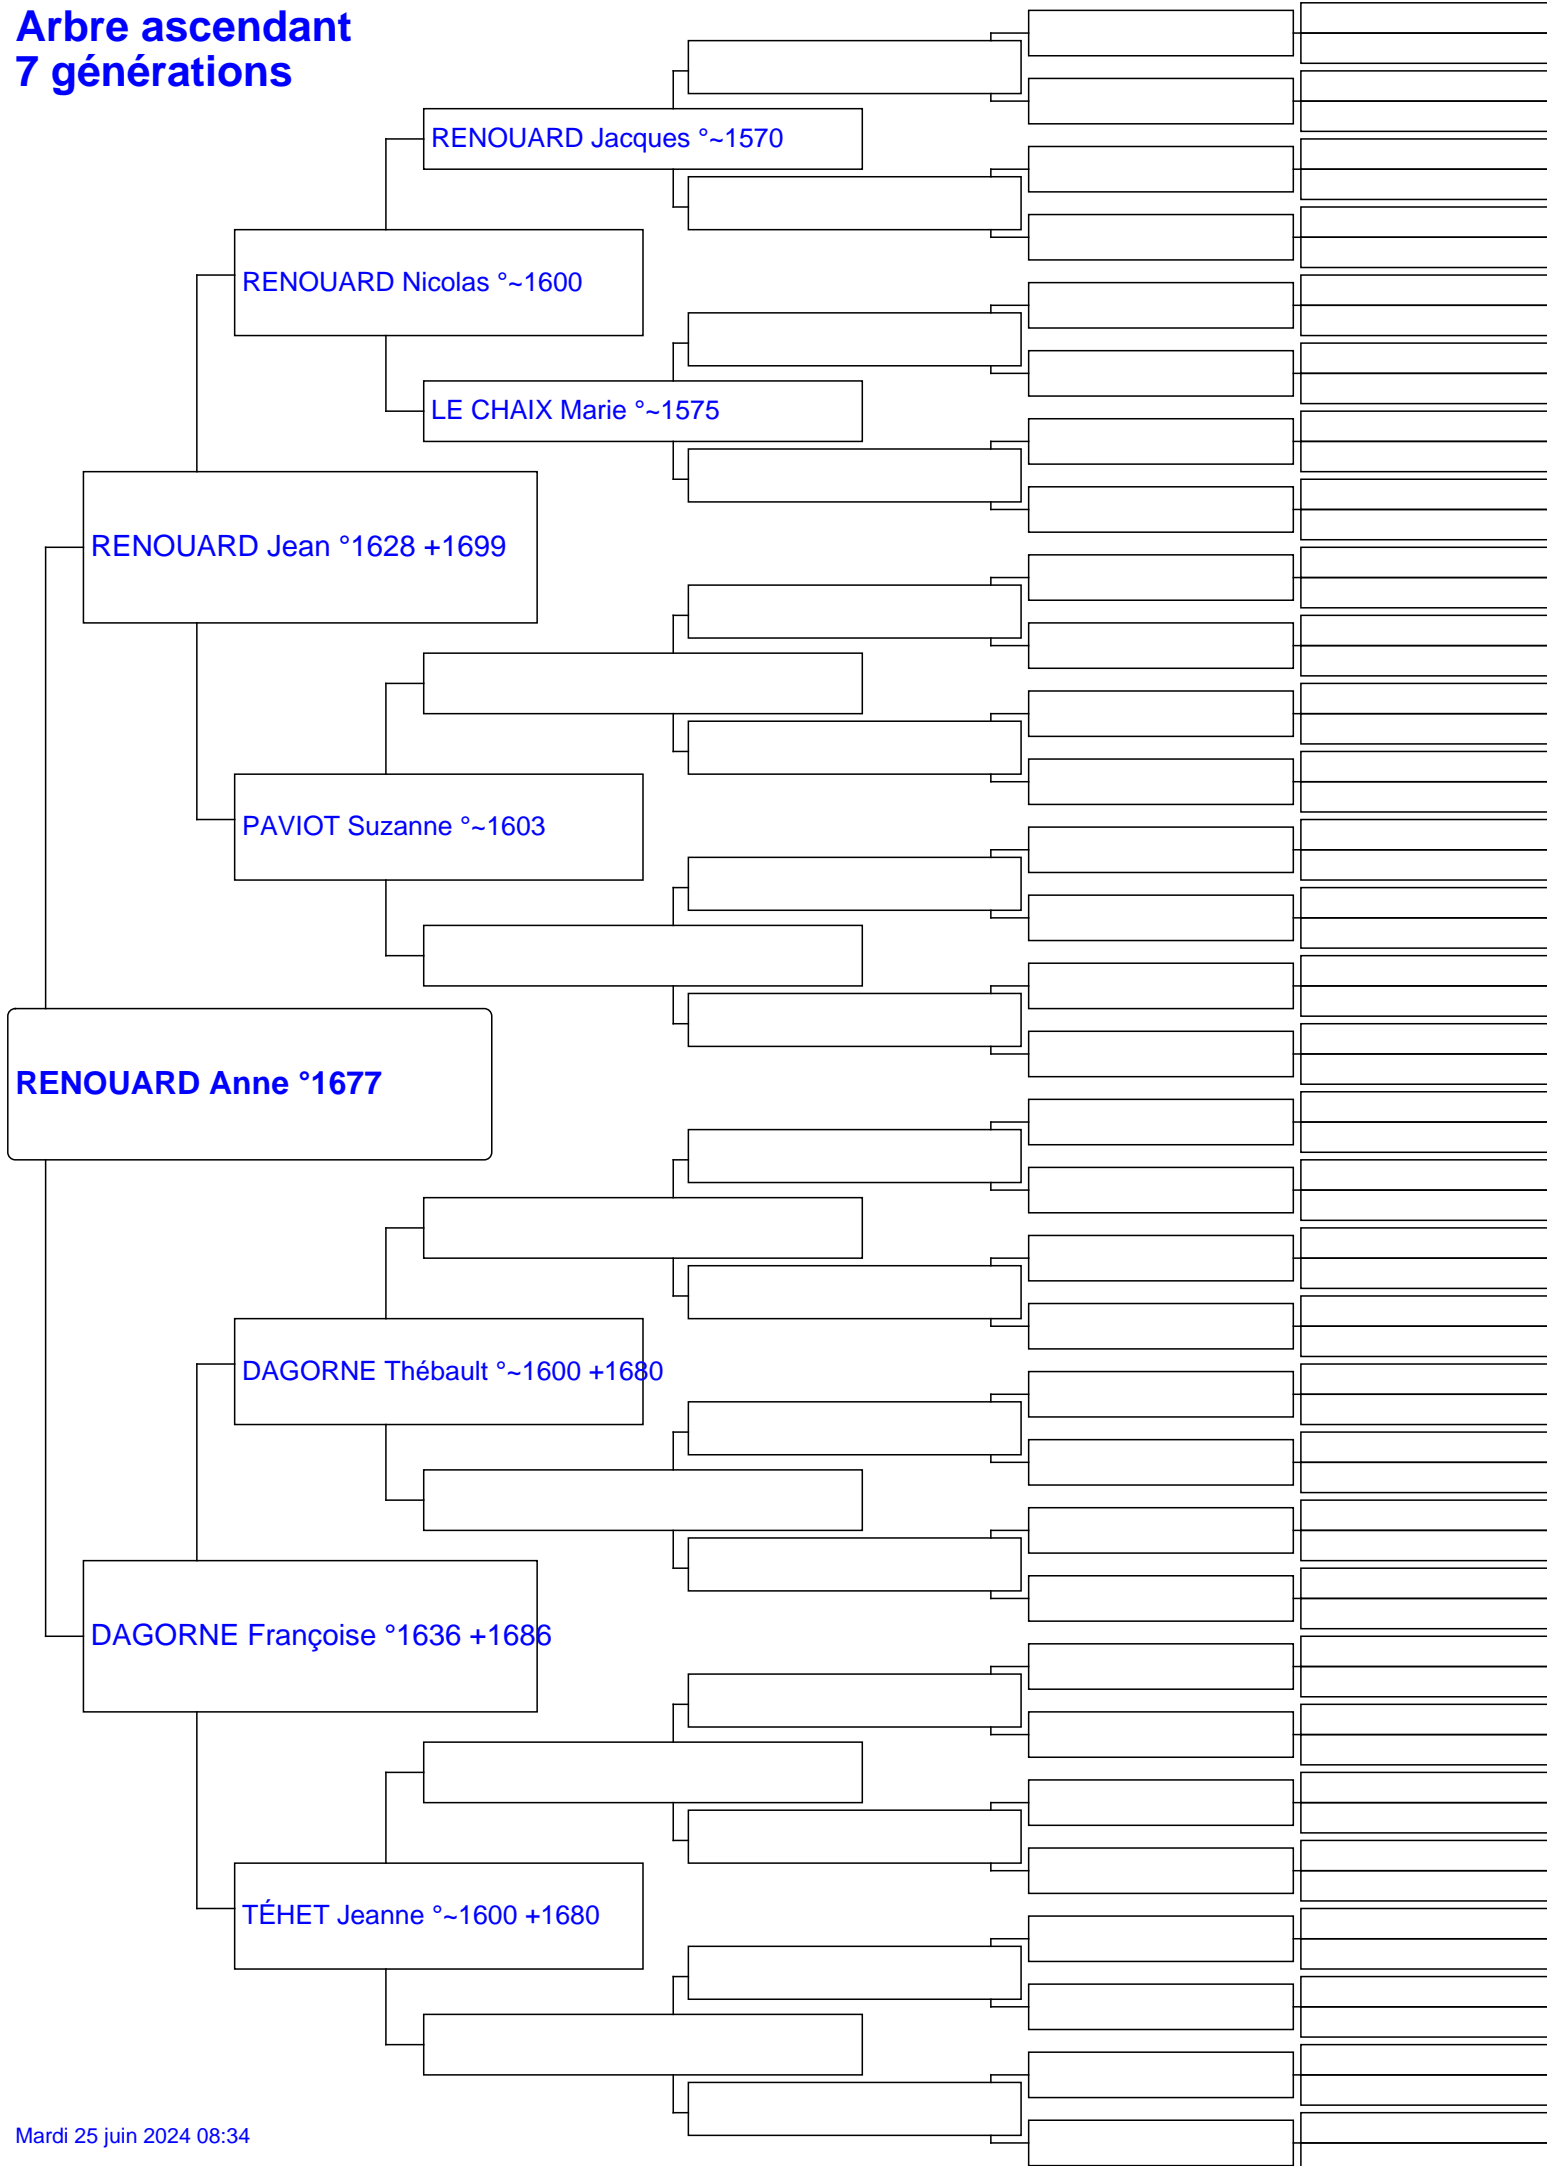 Arbre ascendant
7 générations
RENOUARD Jacques °~1570
RENOUARD Nicolas °~1600
LE CHAIX Marie °~1575
RENOUARD Jean °1628 +1699
PAVIOT Suzanne °~1603
RENOUARD Anne °1677
DAGORNE Thébault °~1600 +1680
DAGORNE Françoise °1636 +1686
TÉHET Jeanne °~1600 +1680
Mardi 25 juin 2024 08:34